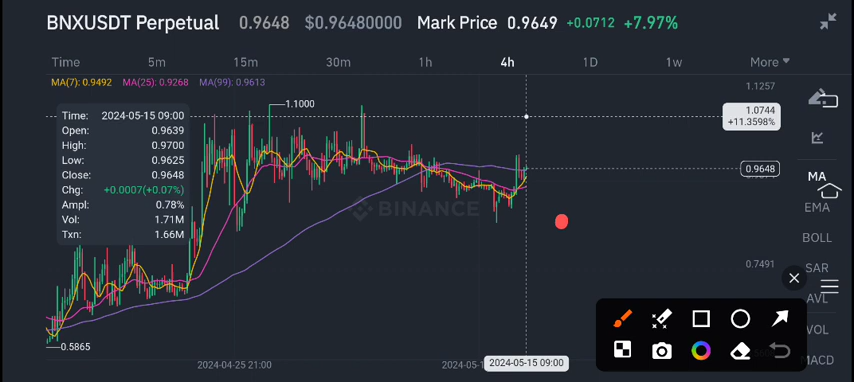 BNXUSDT Perpetual 0.9648 $0.96480000 Mark Price 0.9649 +0.0712 +7.97%
Time 5m 15m 30m 1h 4h 1D 1w More
MA(7): 0.9492 MA(25): 0.9268 MA(99): 0.9613
1.1257
1.1000
Time: 2024-05-15 09:00
Open: 0.9639
High: 0.9700
Low: 0.9625
Close: 0.9648
Chg: +0.0007(+0.07%)
Ampl: 0.78%
Vol: 1.71M
Txn: 1.66M
1.0744
+11.3598%
0.9648
MA
EMA
BINANCE
BOLL
0.7491
SAR
AVL
VOL
0.5865
MACD
2024-04-25 21:00
2024-05-15 09:00